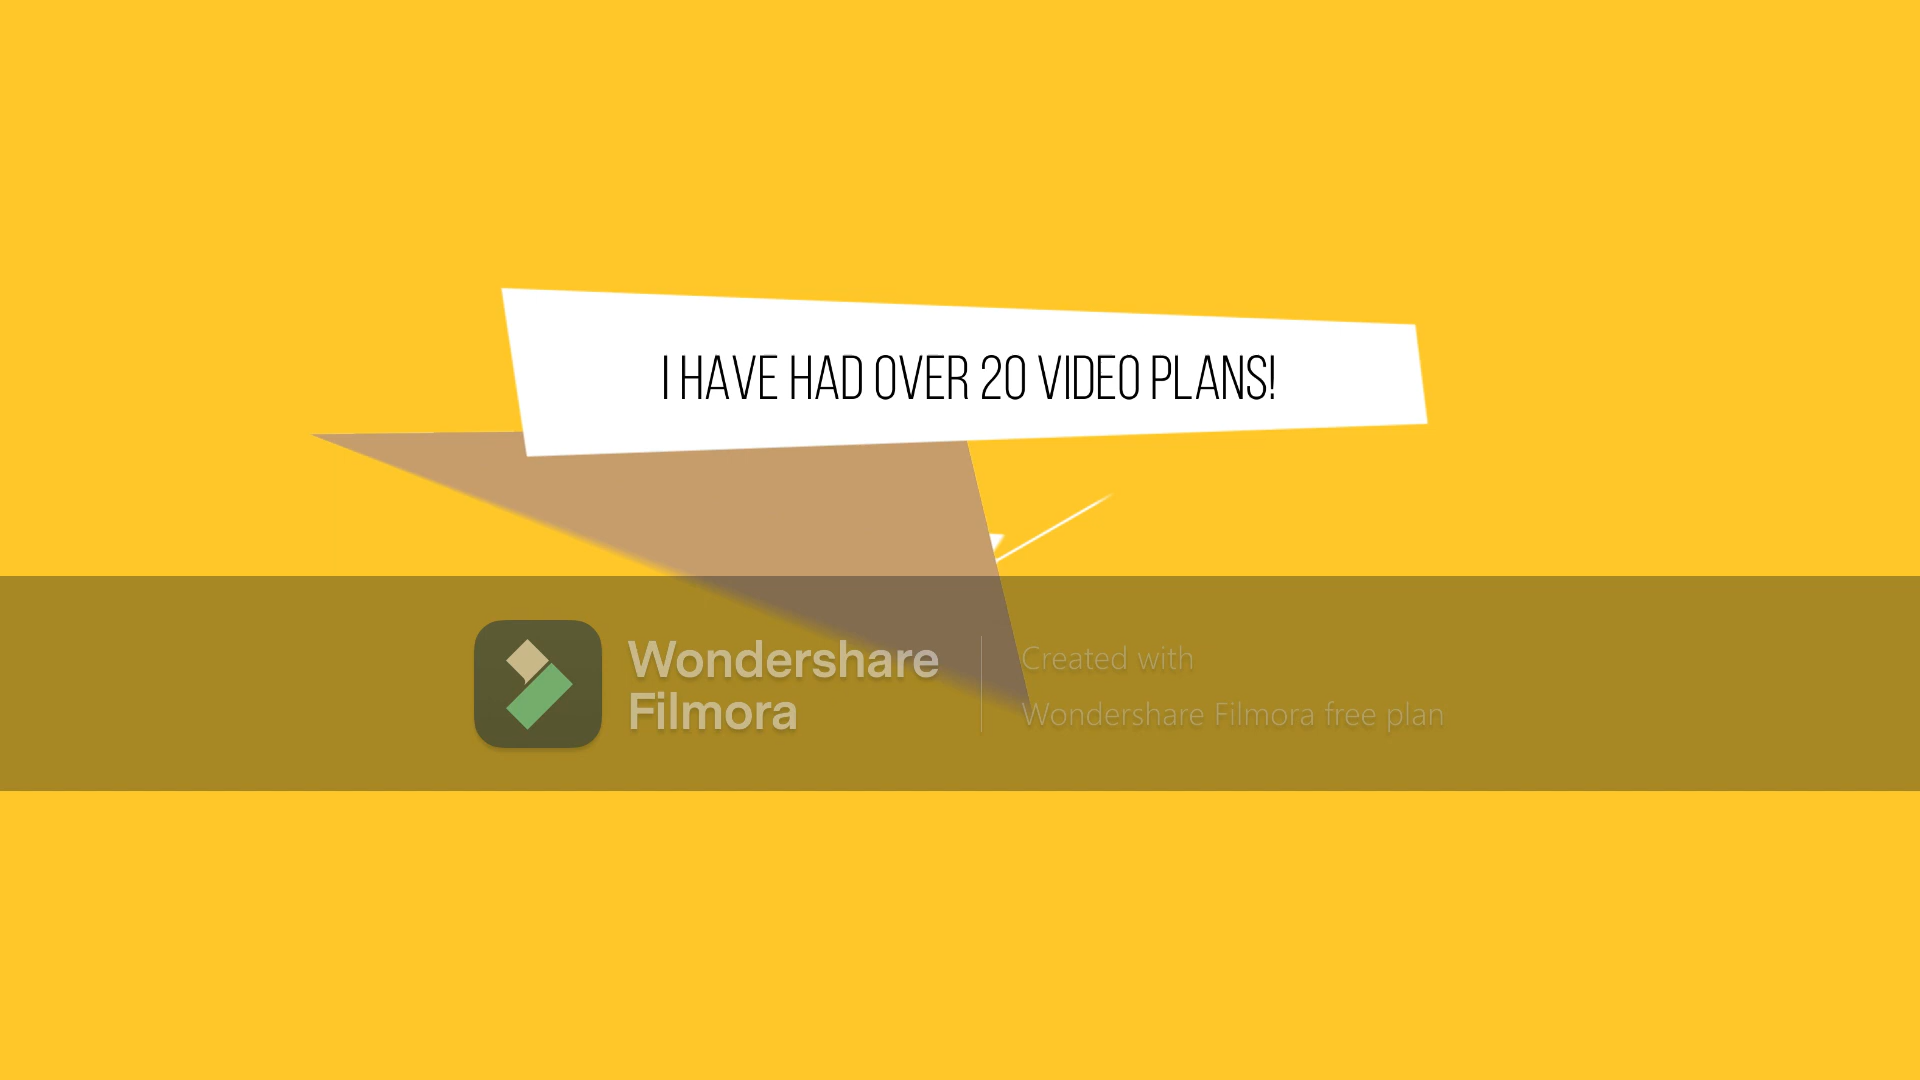 I HAVE HAD OVER 20 VIDEO PLANS!
Wondershare
Filmora
Created with
Wondershare Filmora free plan